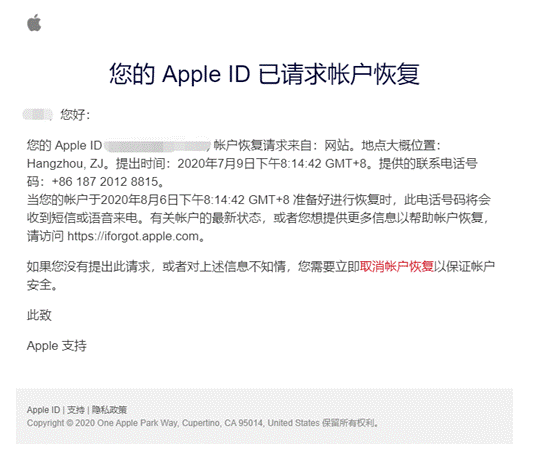 您的 Apple ID 已请求帐户恢复
您好：
您的 Apple ID , 帐户恢复请求来自：网站。地点大概位置：
Hangzhou, ZJ。提出时间：2020年7月9日下午8:14:42 GMT+8。提供的联系电话号
码：+86 187 2012 8815。
当您的帐户于2020年8月6日下午8:14:42 GMT+8 准备好进行恢复时，此电话号码将会
收到短信或语音来电。有关帐户的最新状态，或者您想提供更多信息以帮助帐户恢复，
请访问 https://iforgot.apple.com。
如果您没有提出此请求，或者对上述信息不知情，您需要立即取消帐户恢复以保证帐户
安全。
此致
Apple 支持
Apple ID | 支持 | 隐私政策
Copyright © 2020 One Apple Park Way, Cupertino, CA 95014, United States 保留所有权利。